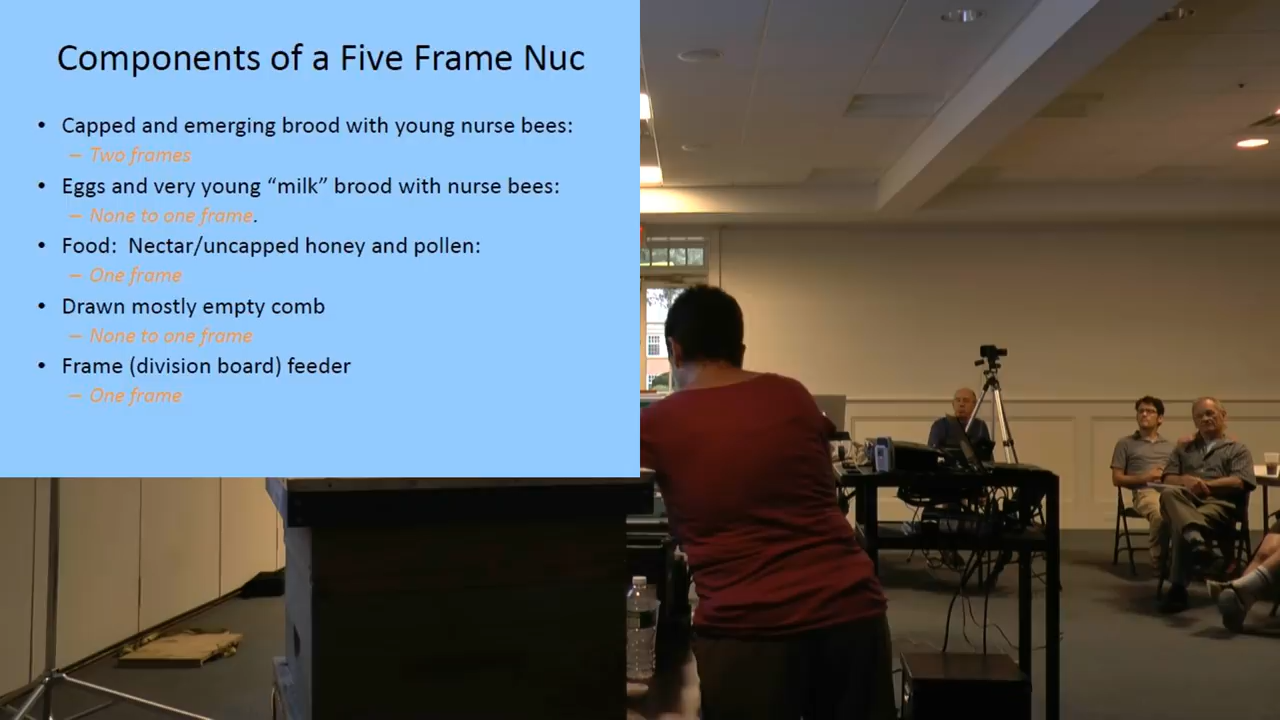 Components of a Five Frame Nuc
• Capped and emerging brood with young nurse bees:
– Two frames
• Eggs and very young “milk” brood with nurse bees:
– None to one frame.
• Food:  Nectar/uncapped honey and pollen:
– One frame
• Drawn mostly empty comb
– None to one frame
• Frame (division board) feeder
– One frame